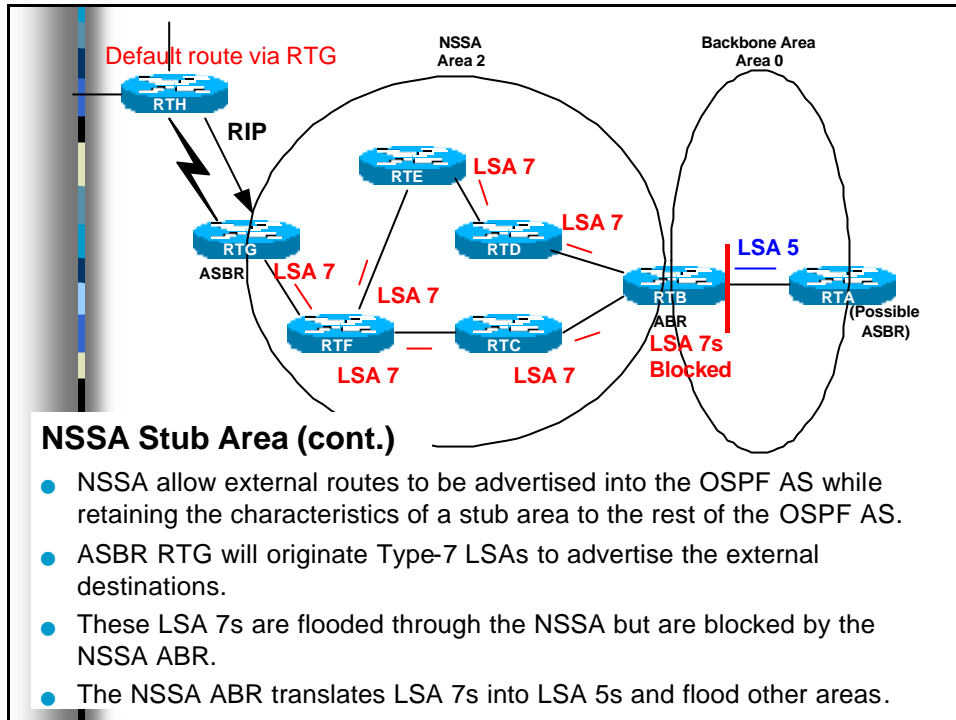 NSSA
Area 2
Backbone Area
Area 0
Default route via RTG
RTH
RIP
RTE
LSA 7
RTG
ASBR
RTD
LSA 7
LSA 7
LSA 7
LSA 5
RTB
ABR
RTA
(Possible
ASBR)
RTF
RTC
LSA 7
LSA 7
LSA 7s
Blocked
NSSA Stub Area (cont.)
NSSA allow external routes to be advertised into the OSPF AS while
retaining the characteristics of a stub area to the rest of the OSPF AS.
ASBR RTG will originate Type-7 LSAs to advertise the external
destinations.
These LSA 7s are flooded through the NSSA but are blocked by the
NSSA ABR.
The NSSA ABR translates LSA 7s into LSA 5s and flood other areas.